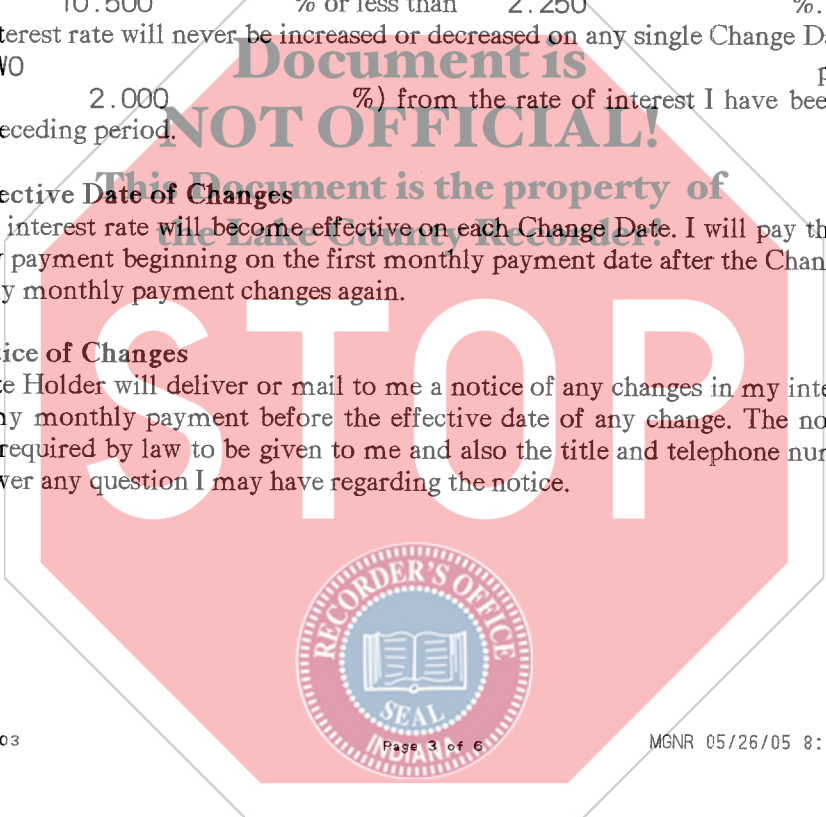 10.500 % or less than 2.250 %.
terest rate will never be increased or decreased on any single Change Da
WO p
2.000 %) from the rate of interest I have bee
eceding period.
Document is
NOT OFFICIAL!
This Document is the property of
the Lake County Recorder!
ective Date of Changes
interest rate will become effective on each Change Date. I will pay th
payment beginning on the first monthly payment date after the Chan
y monthly payment changes again.
STOP
ice of Changes
e Holder will deliver or mail to me a notice of any changes in my inte
ny monthly payment before the effective date of any change. The no
required by law to be given to me and also the title and telephone nur
wer any question I may have regarding the notice.
RECORDER'S OFFICE
SEAL
INDIANA
03 Page 3 of 6 MGNR 05/26/05 8: